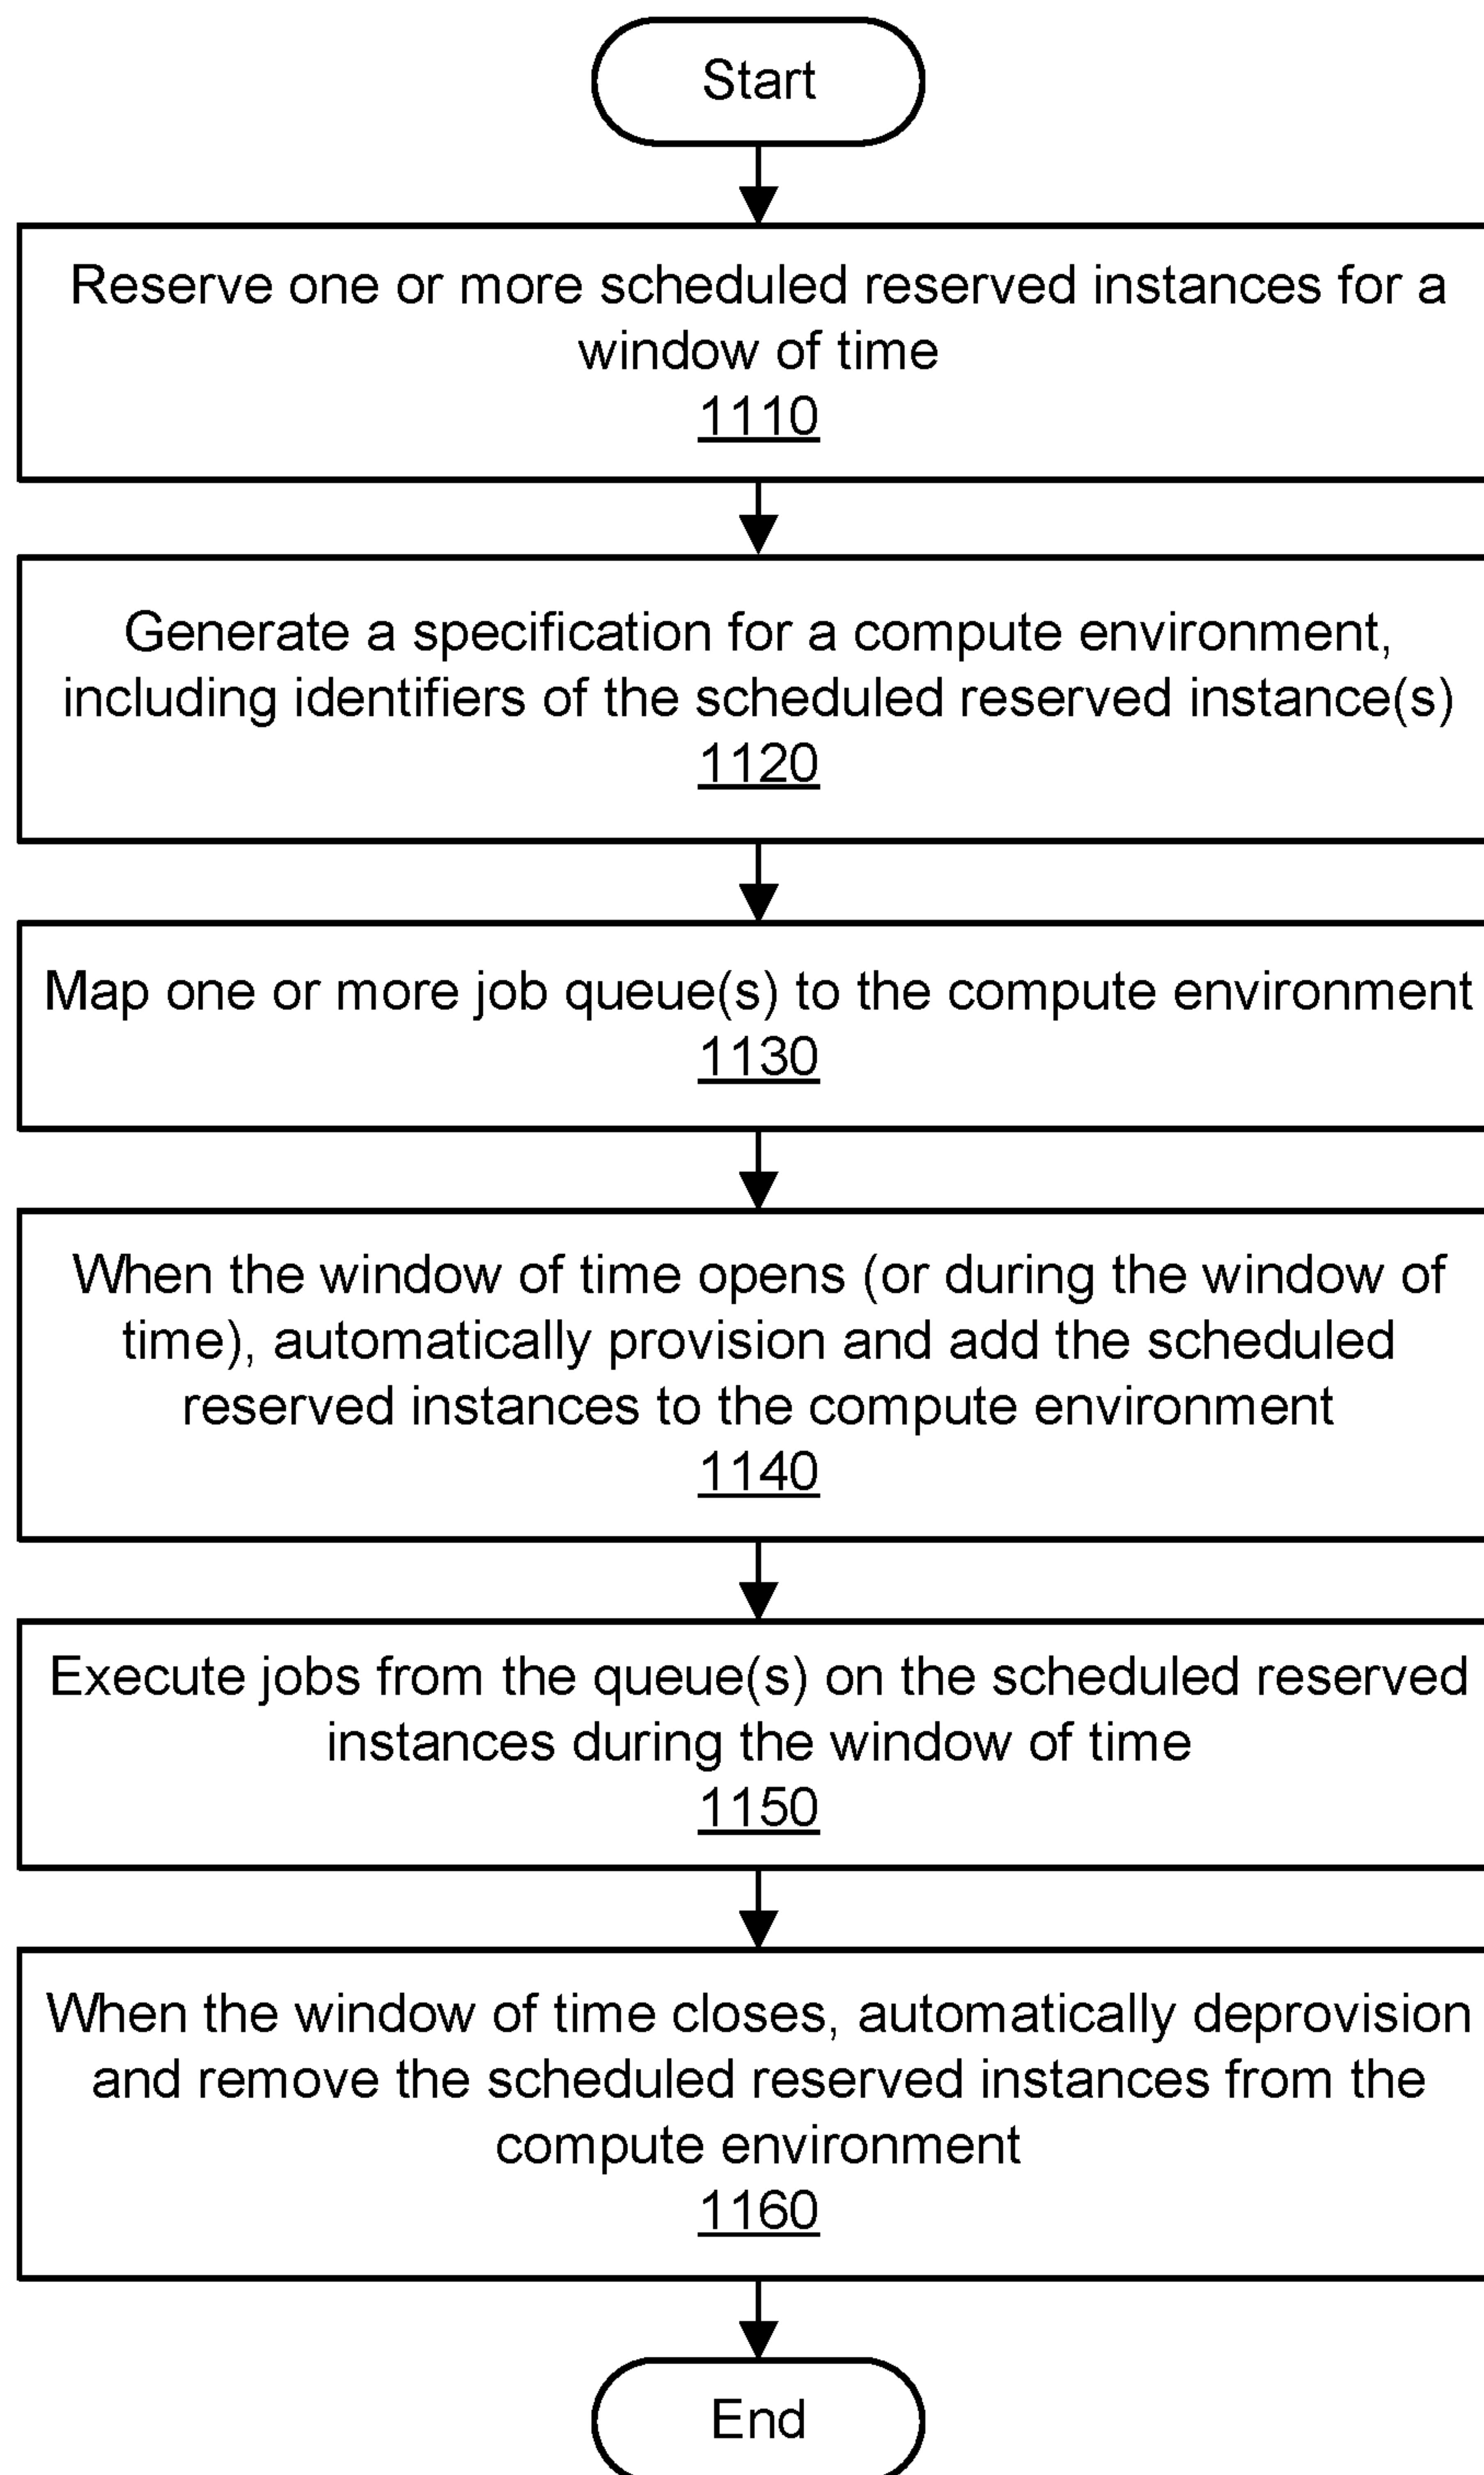 Start
Reserve one or more scheduled reserved instances for a
window of time
1110
Generate a specification for a compute environment,
including identifiers of the scheduled reserved instance(s)
1120
Map one or more job queue(s) to the compute environment
1130
When the window of time opens (or during the window of
time), automatically provision and add the scheduled
reserved instances to the compute environment
1140
Execute jobs from the queue(s) on the scheduled reserved
instances during the window of time
1150
When the window of time closes, automatically deprovision
and remove the scheduled reserved instances from the
compute environment
1160
End